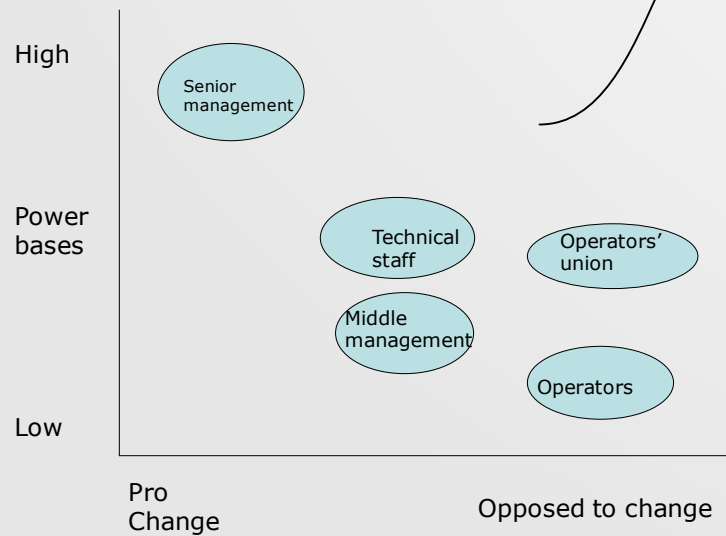 High
Senior
management
Power
bases
Technical
staff
Operators’
union
Middle
management
Operators
Low
Pro
Change
Opposed to change